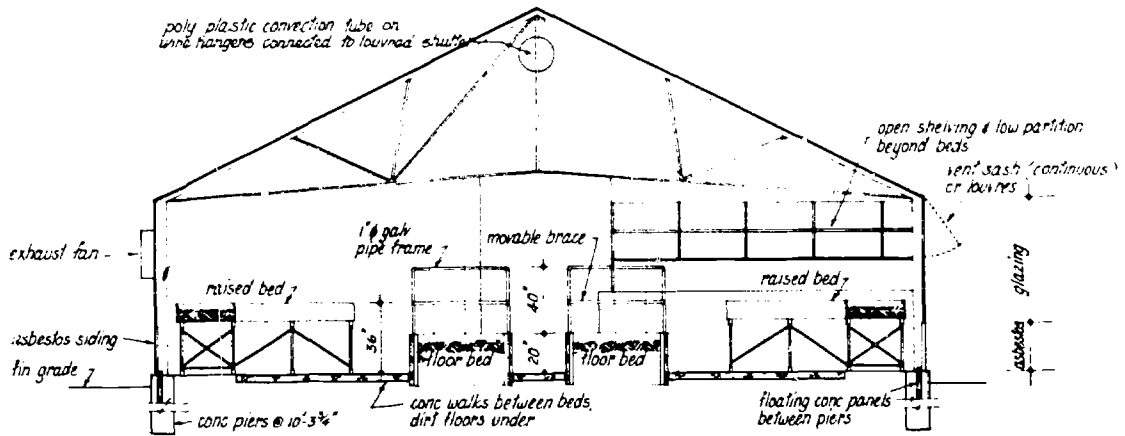 poly plastic convection tube on
wire hangers connected to louvred shutter
open shelving & low partition
beyond beds
vent sash (continuous)
or louvres
exhaust fan
1" ϕ galv
pipe frame
movable brace
raised bed
raised bed
glazing
40"
36"
20"
asbestos siding
asbestos
fin grade
floor bed
floor bed
conc piers @ 10'-3 3/4"
conc walks between beds,
dirt floors under
floating conc panels
between piers